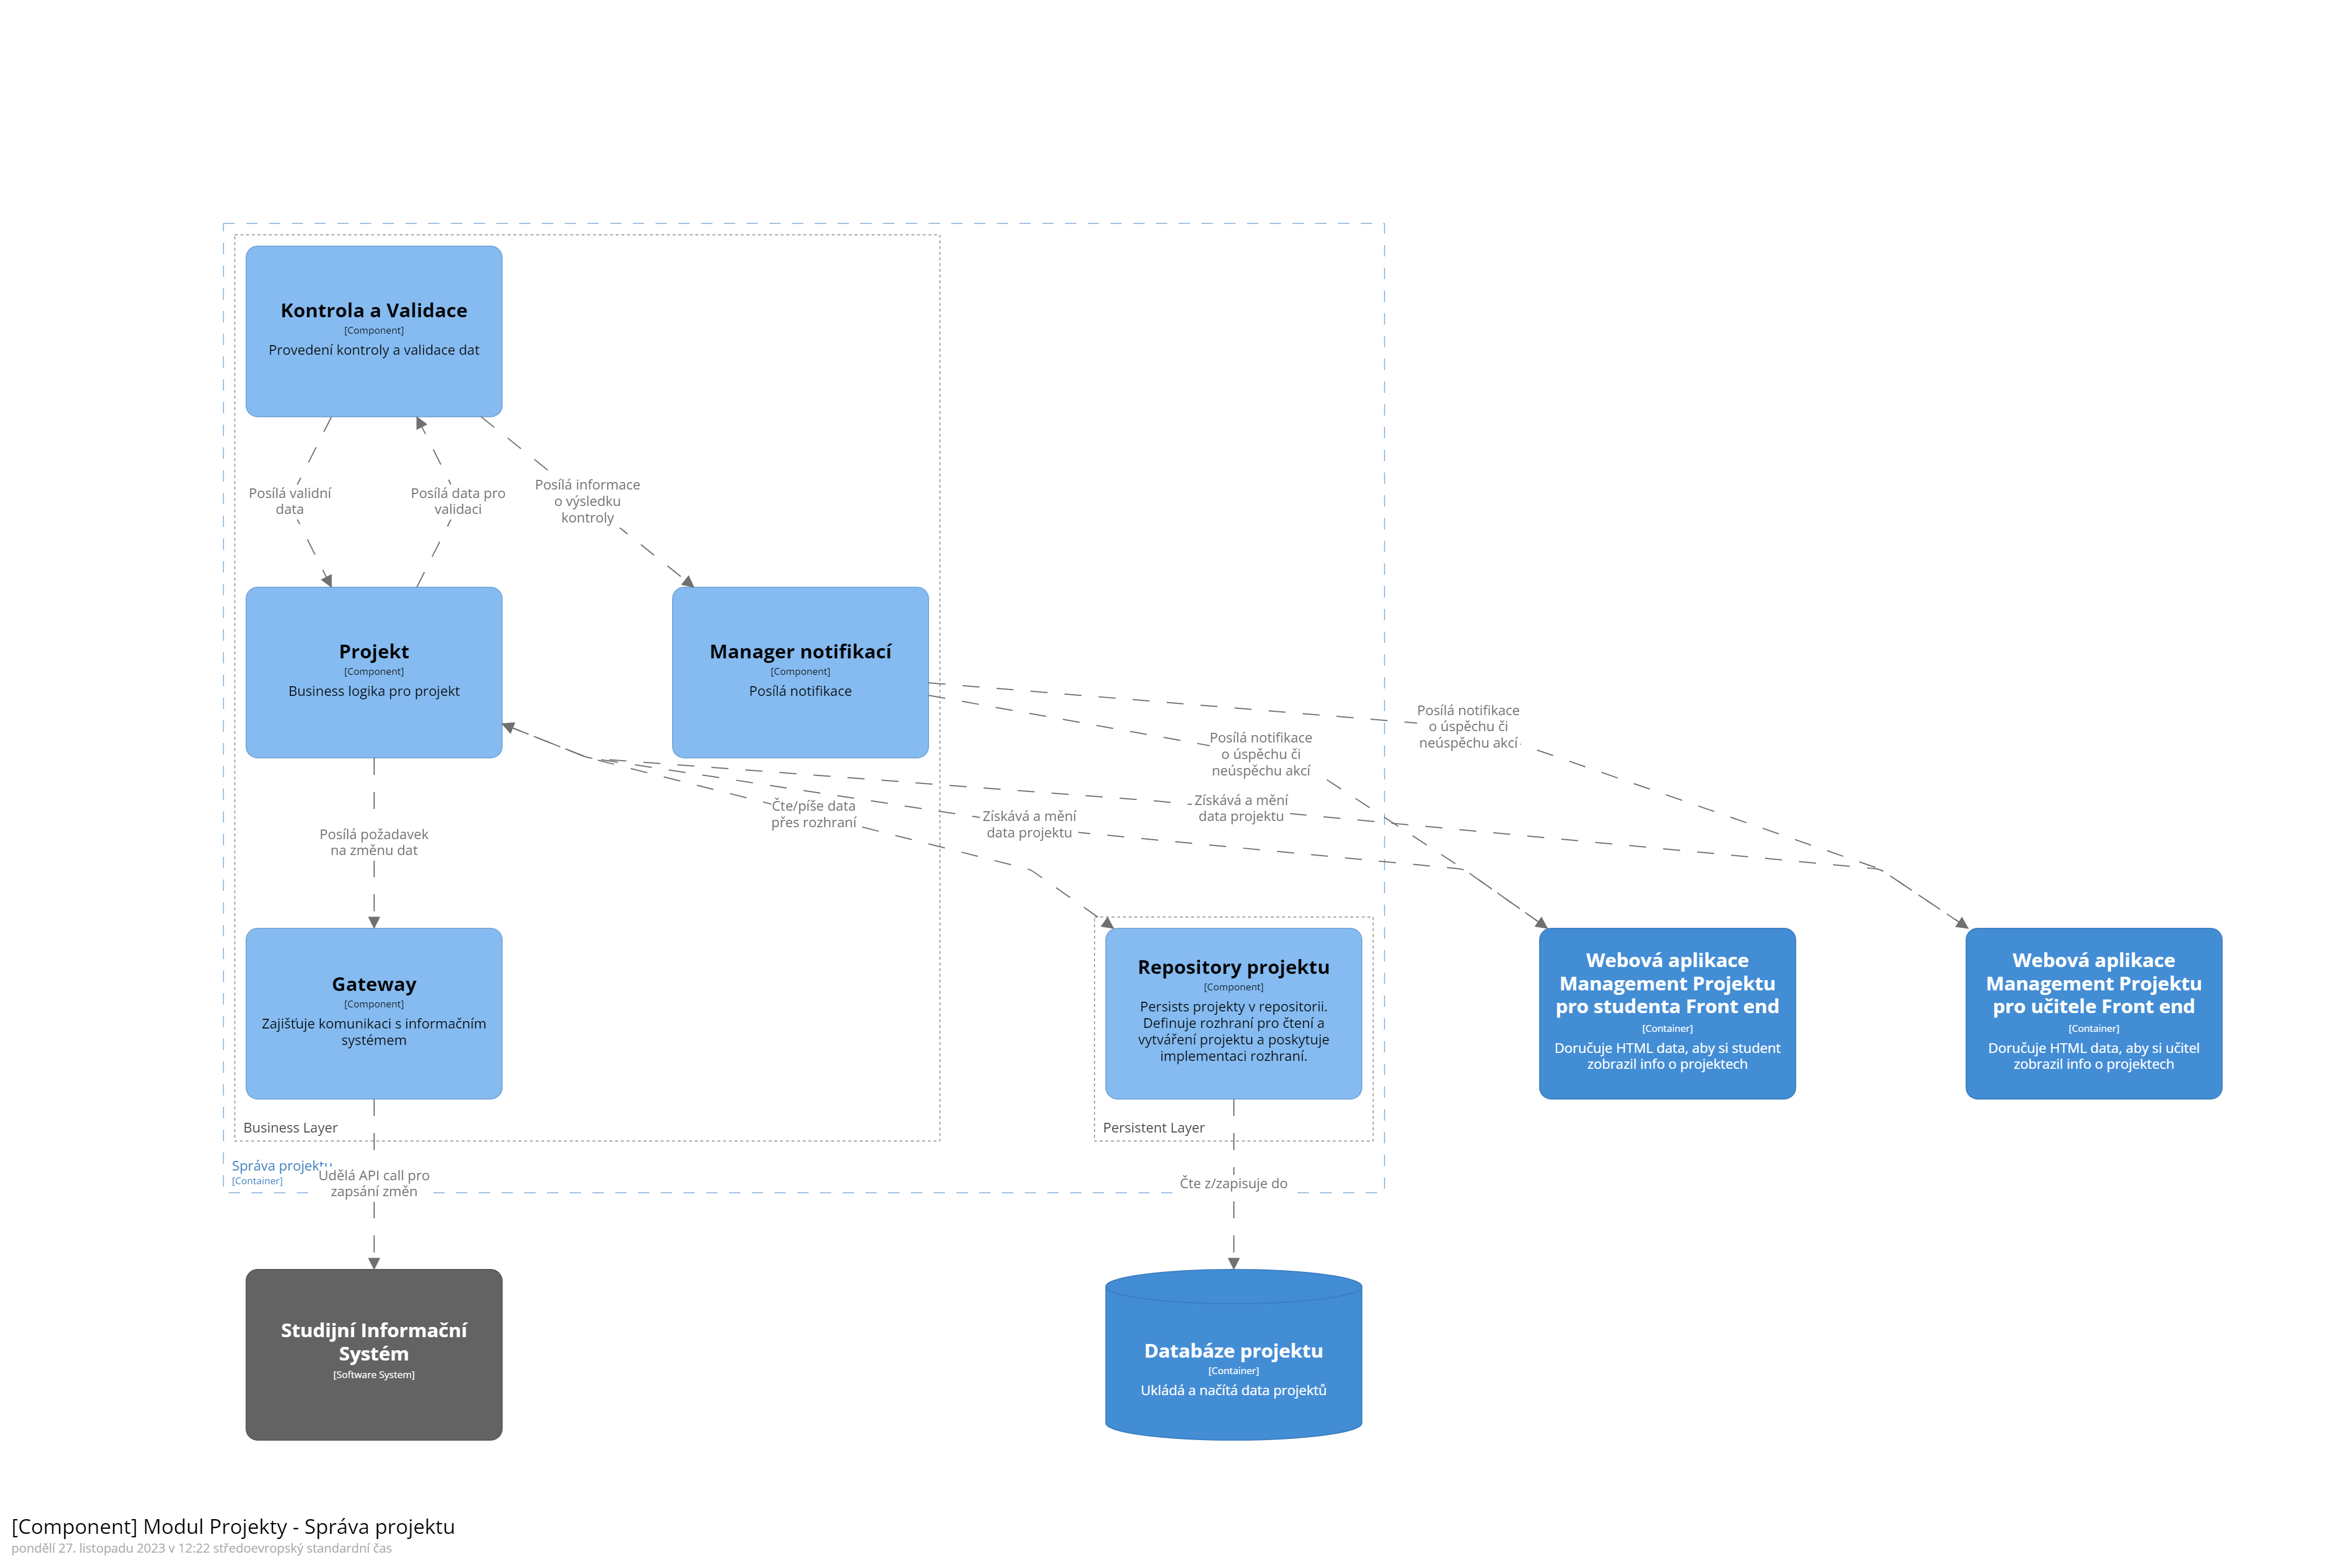 Kontrola a Validace
[Component]
Provedení kontroly a validace dat
Posílá validní
data
Posílá data pro
validaci
Posílá informace
o výsledku
kontroly
Projekt
[Component]
Business logika pro projekt
Manager notifikací
[Component]
Posílá notifikace
Posílá notifikace
o úspěchu či
neúspěchu akcí
Posílá notifikace
o úspěchu či
neúspěchu akcí
Čte/píše data
přes rozhraní
Získává a mění
data projektu
Získává a mění
data projektu
Posílá požadavek
na změnu dat
Gateway
[Component]
Zajišťuje komunikaci s informačním
systémem
Repository projektu
[Component]
Persists projekty v repositorii.
Definuje rozhraní pro čtení a
vytváření projektu a poskytuje
implementaci rozhraní.
Webová aplikace
Management Projektu
pro studenta Front end
[Container]
Doručuje HTML data, aby si student
zobrazil info o projektech
Webová aplikace
Management Projektu
pro učitele Front end
[Container]
Doručuje HTML data, aby si učitel
zobrazil info o projektech
Business Layer
Persistent Layer
Správa projektu
[Container]
Udělá API call pro
zapsání změn
Čte z/zapisuje do
Studijní Informační
Systém
[Software System]
Databáze projektu
[Container]
Ukládá a načítá data projektů
[Component] Modul Projekty - Správa projektu
pondělí 27. listopadu 2023 v 12:22 středoevropský standardní čas